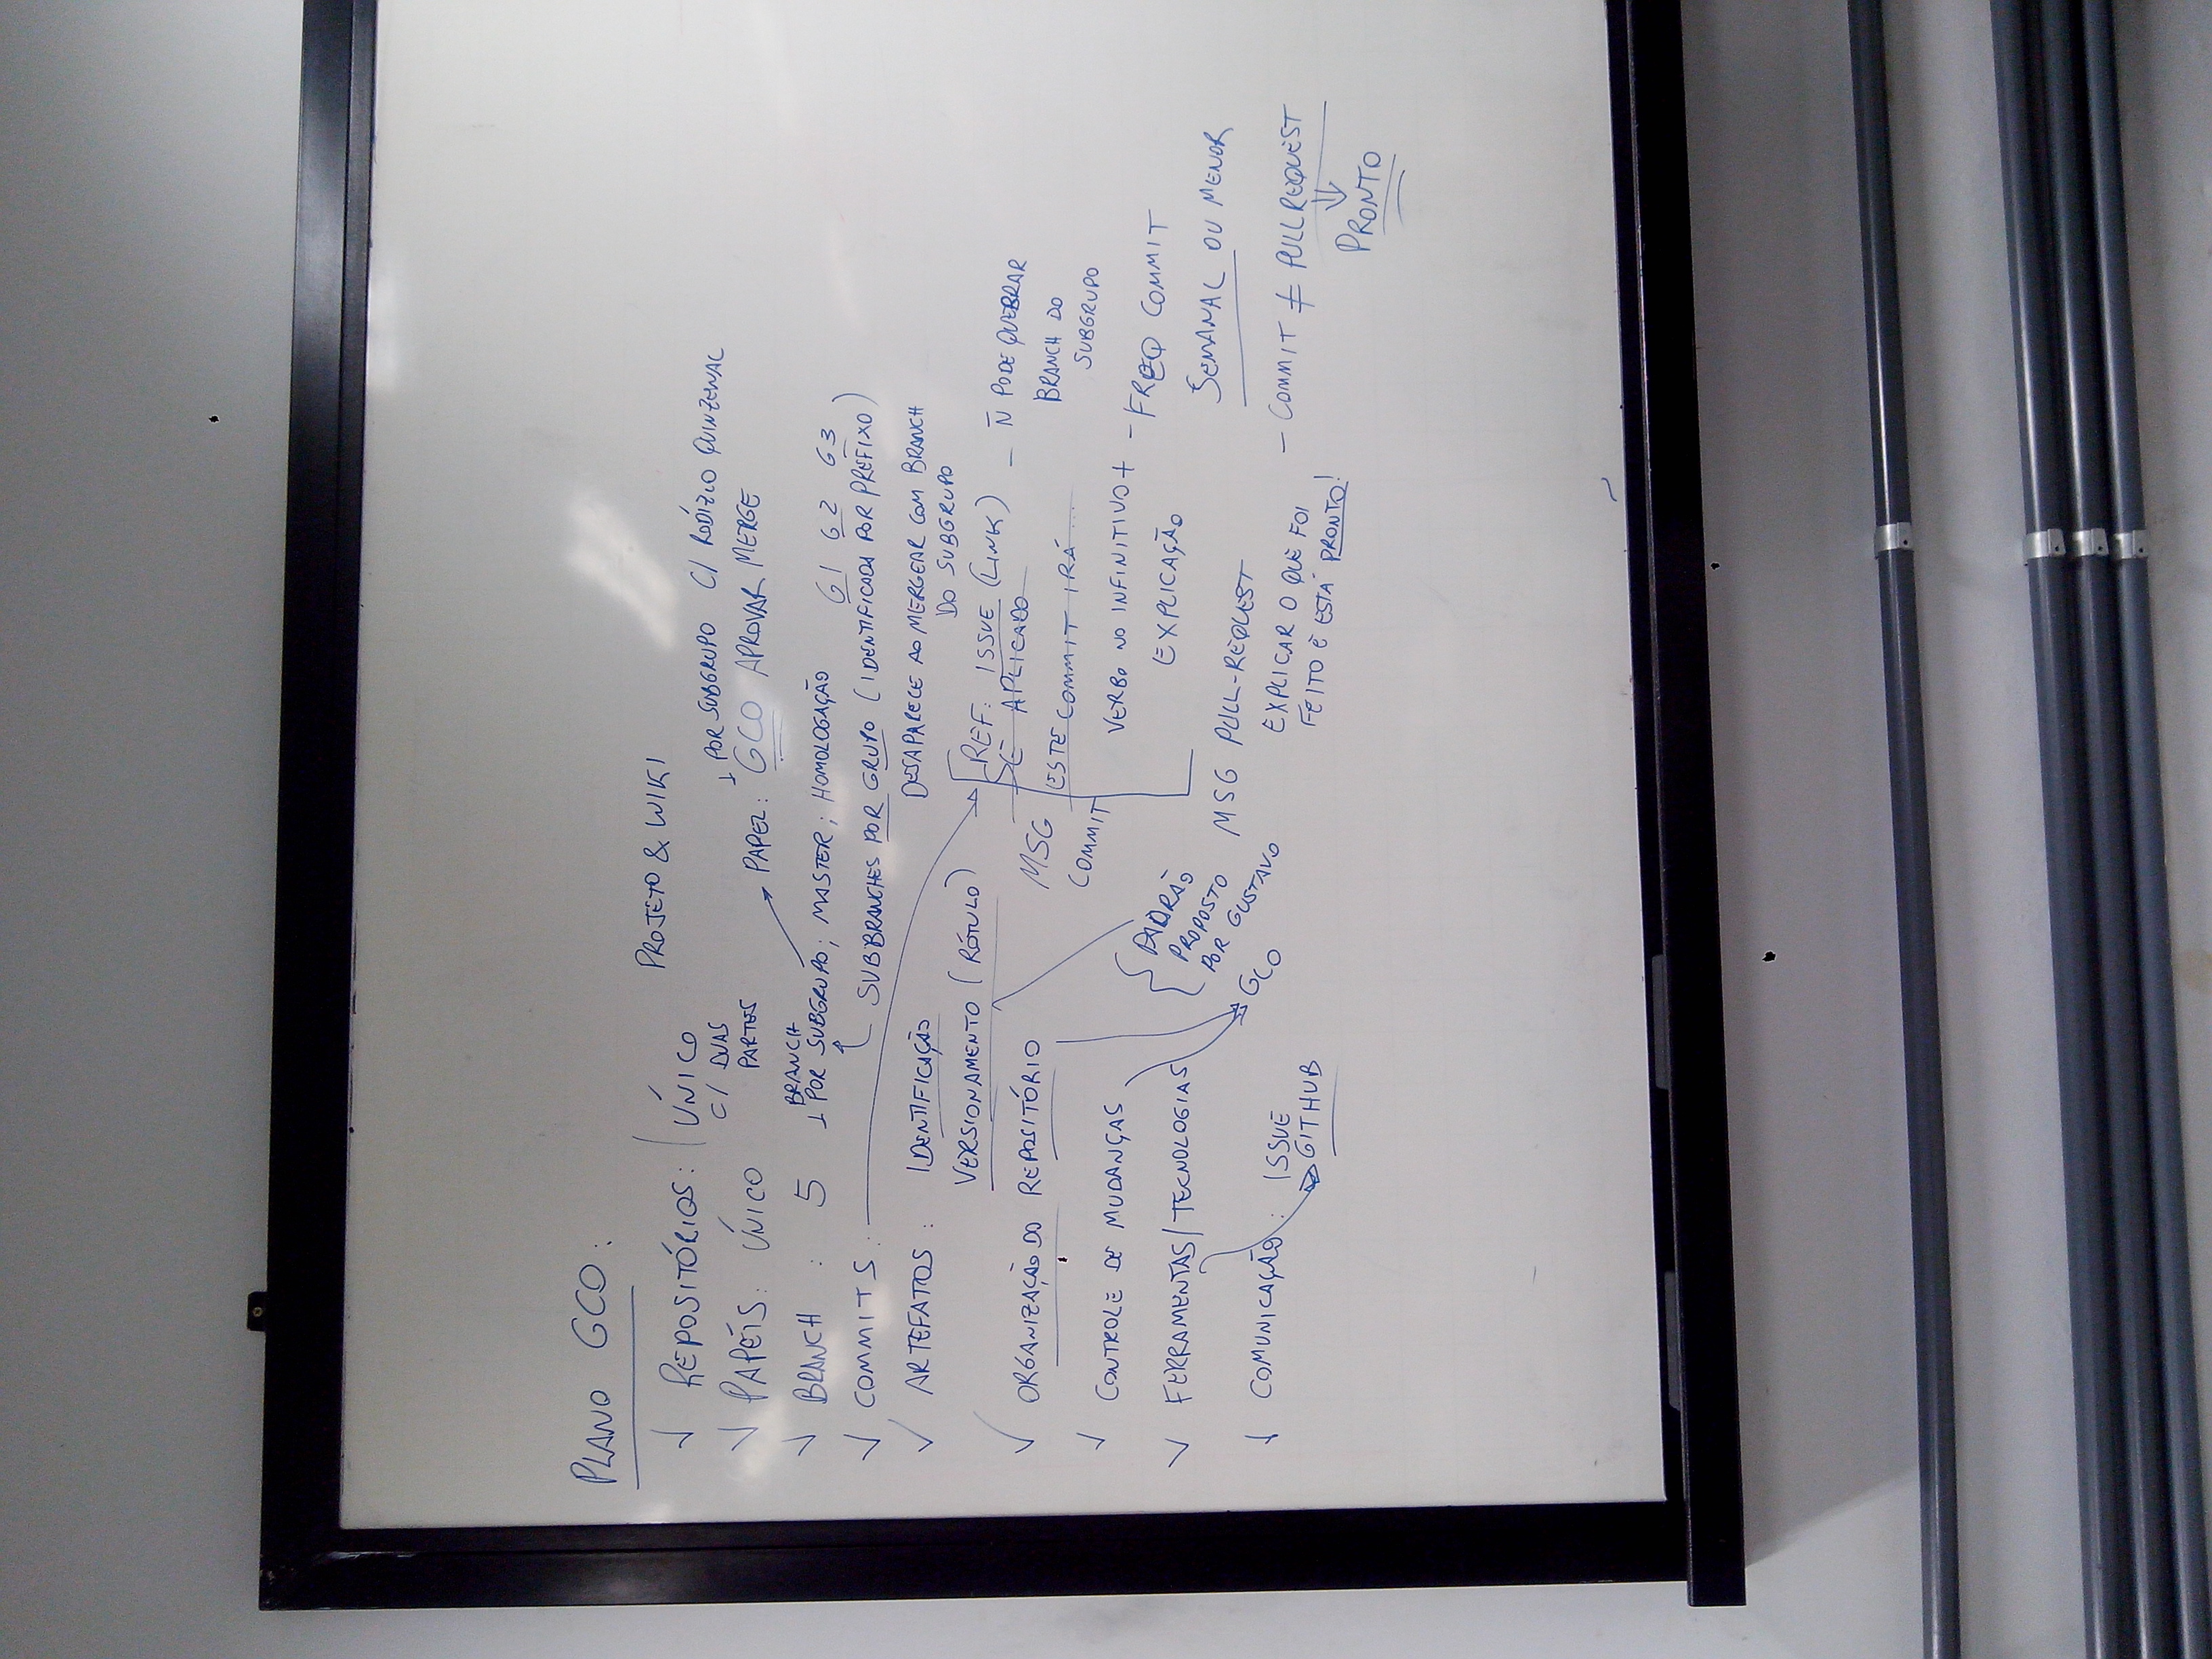 PLANO GCO:
✓ REPOSITÓRIOS: ÚNICO
C/ DUAS
PARTES
PROJETO & WIKI
✓ PAPÉIS: ÚNICO
1 POR SUBGRUPO C/ RODÍZIO QUINZENAL
PAPEL: GCO APROVAR MERGE
✓ BRANCH : 5
BRANCH
1 POR SUBGRUPO; MASTER; HOMOLOGAÇÃO
G1 G2 G3
SUBBRANCHES POR GRUPO (IDENTIFICADA POR PREFIXO)
DESAPARECE AO MERGEAR COM BRANCH
DO SUBGRUPO
✓ COMMITS:
✓ ARTEFATOS: IDENTIFICAÇÃO
VERSIONAMENTO (RÓTULO)
✓ ORGANIZAÇÃO DO REPOSITÓRIO
✓ CONTROLE DE MUDANÇAS
✓ FERRAMENTAS/TECNOLOGIAS
✓ COMUNICAÇÃO: ISSUE
GITHUB
PADRÃO
PROPOSTO
POR GUSTAVO
GCO
MSG
COMMIT
REF: ISSUE (LINK)
SE APLICADO
ESTE COMMIT IRÁ...
VERBO NO INFINITIVO +
EXPLICAÇÃO
MSG PULL-REQUEST
EXPLICAR O QUE FOI
FEITO E ESTÁ PRONTO!
- Ñ PODE QUEBRAR
BRANCH DO
SUBGRUPO
- FREQ COMMIT
SEMANAL OU MENOR
- COMMIT ≠ PULL REQUEST
⇓
PRONTO